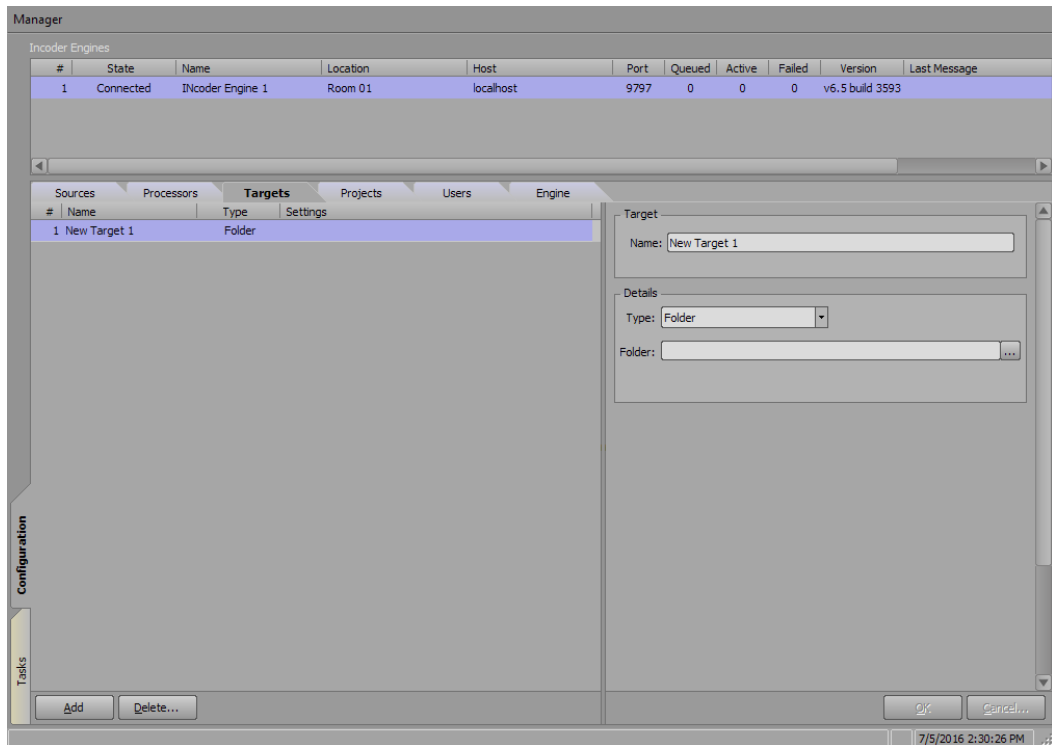 Manager
Incoder Engines
# State Name Location Host Port Queued Active Failed Version Last Message
1 Connected INcoder Engine 1 Room 01 localhost 9797 0 0 0 v6.5 build 3593
Sources Processors Targets Projects Users Engine
# Name Type Settings
1 New Target 1 Folder
Target
Name: New Target 1
Details
Type: Folder
Folder: ...
Configuration
Tasks
Add Delete... OK Cancel...
7/5/2016 2:30:26 PM